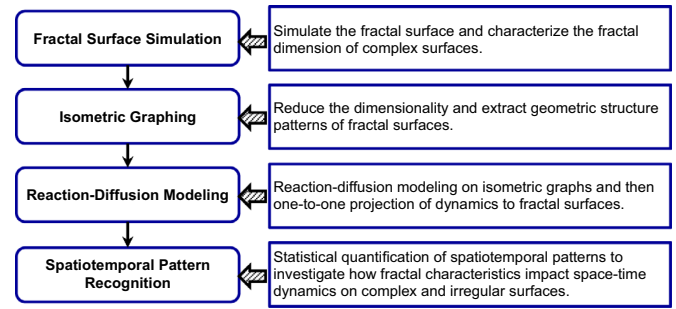 Fractal Surface Simulation
Simulate the fractal surface and characterize the fractal
dimension of complex surfaces.
Isometric Graphing
Reduce the dimensionality and extract geometric structure
patterns of fractal surfaces.
Reaction-Diffusion Modeling
Reaction-diffusion modeling on isometric graphs and then
one-to-one projection of dynamics to fractal surfaces.
Spatiotemporal Pattern
Recognition
Statistical quantification of spatiotemporal patterns to
investigate how fractal characteristics impact space-time
dynamics on complex and irregular surfaces.